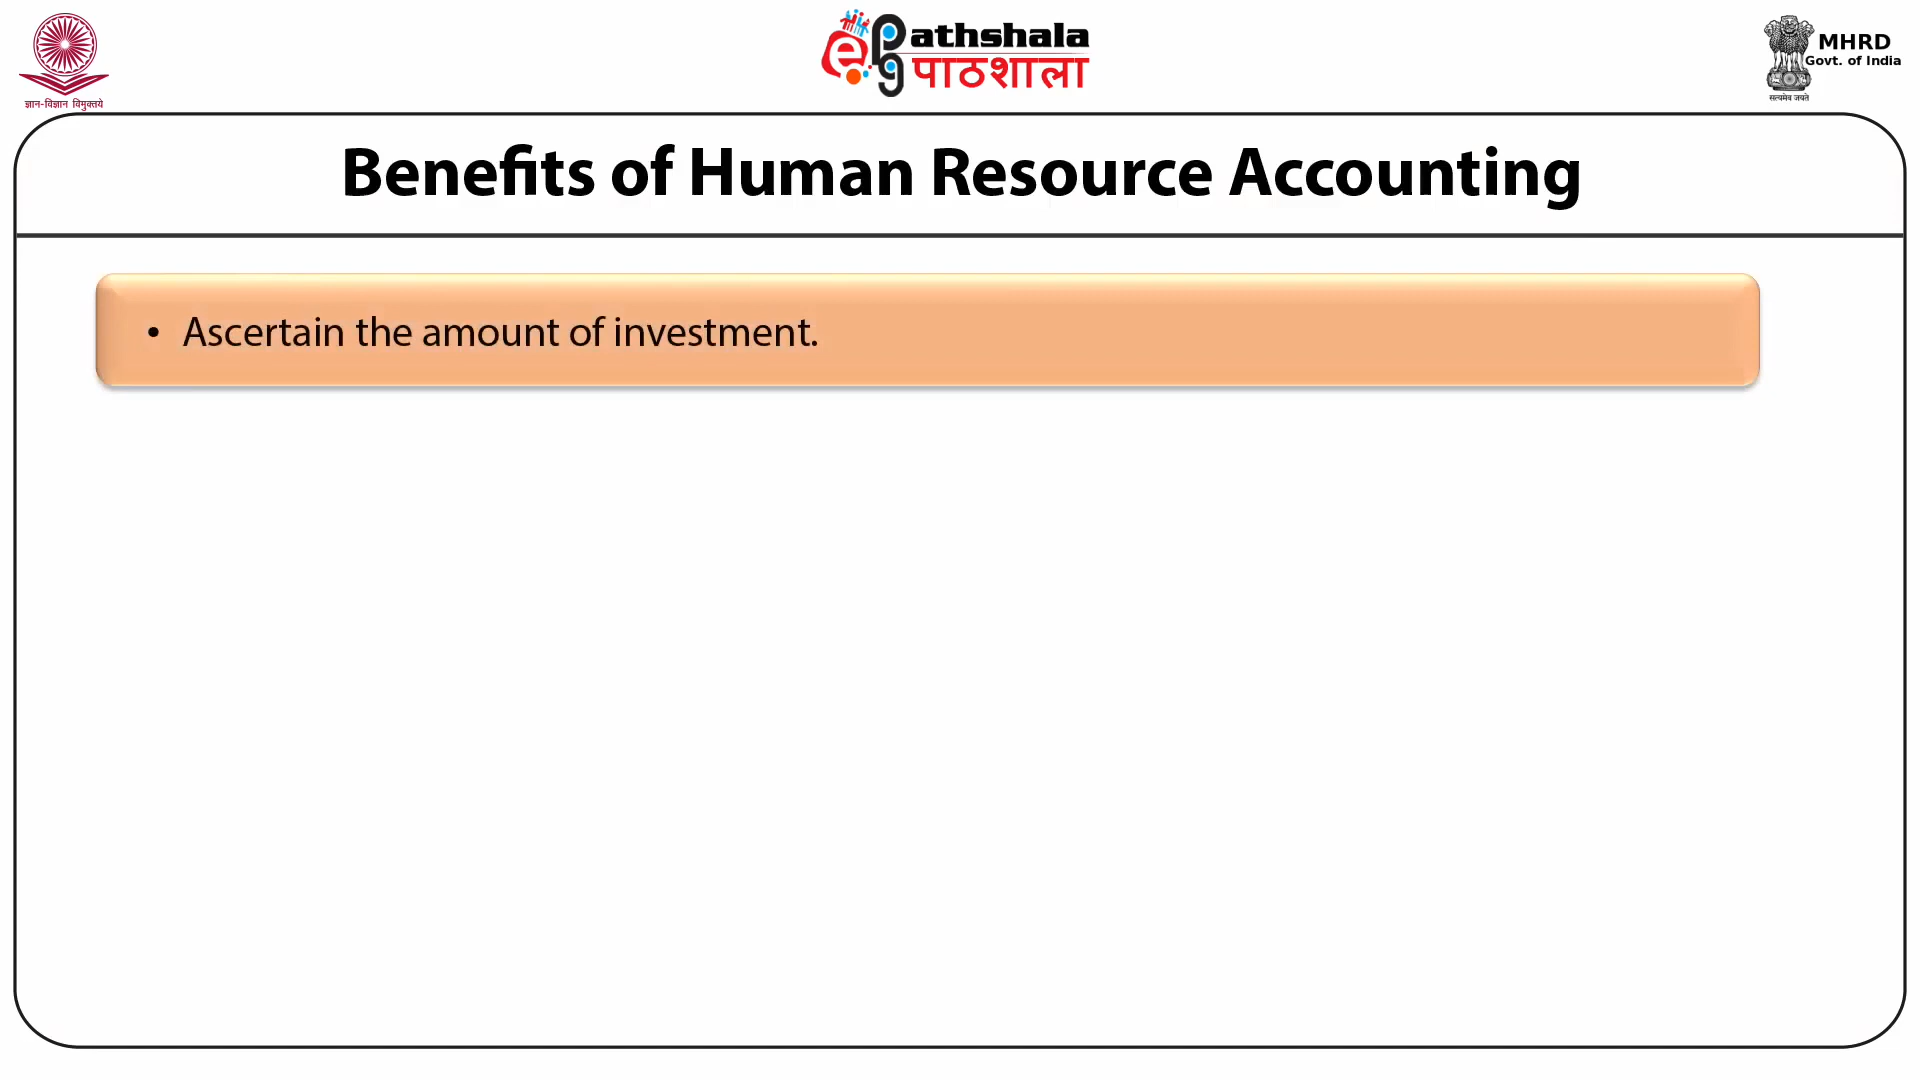 ज्ञान-विज्ञान विमुक्तये
ePathshala
पाठशाला
MHRD
Govt. of India
सत्यमेव जयते
Benefits of Human Resource Accounting
• Ascertain the amount of investment.